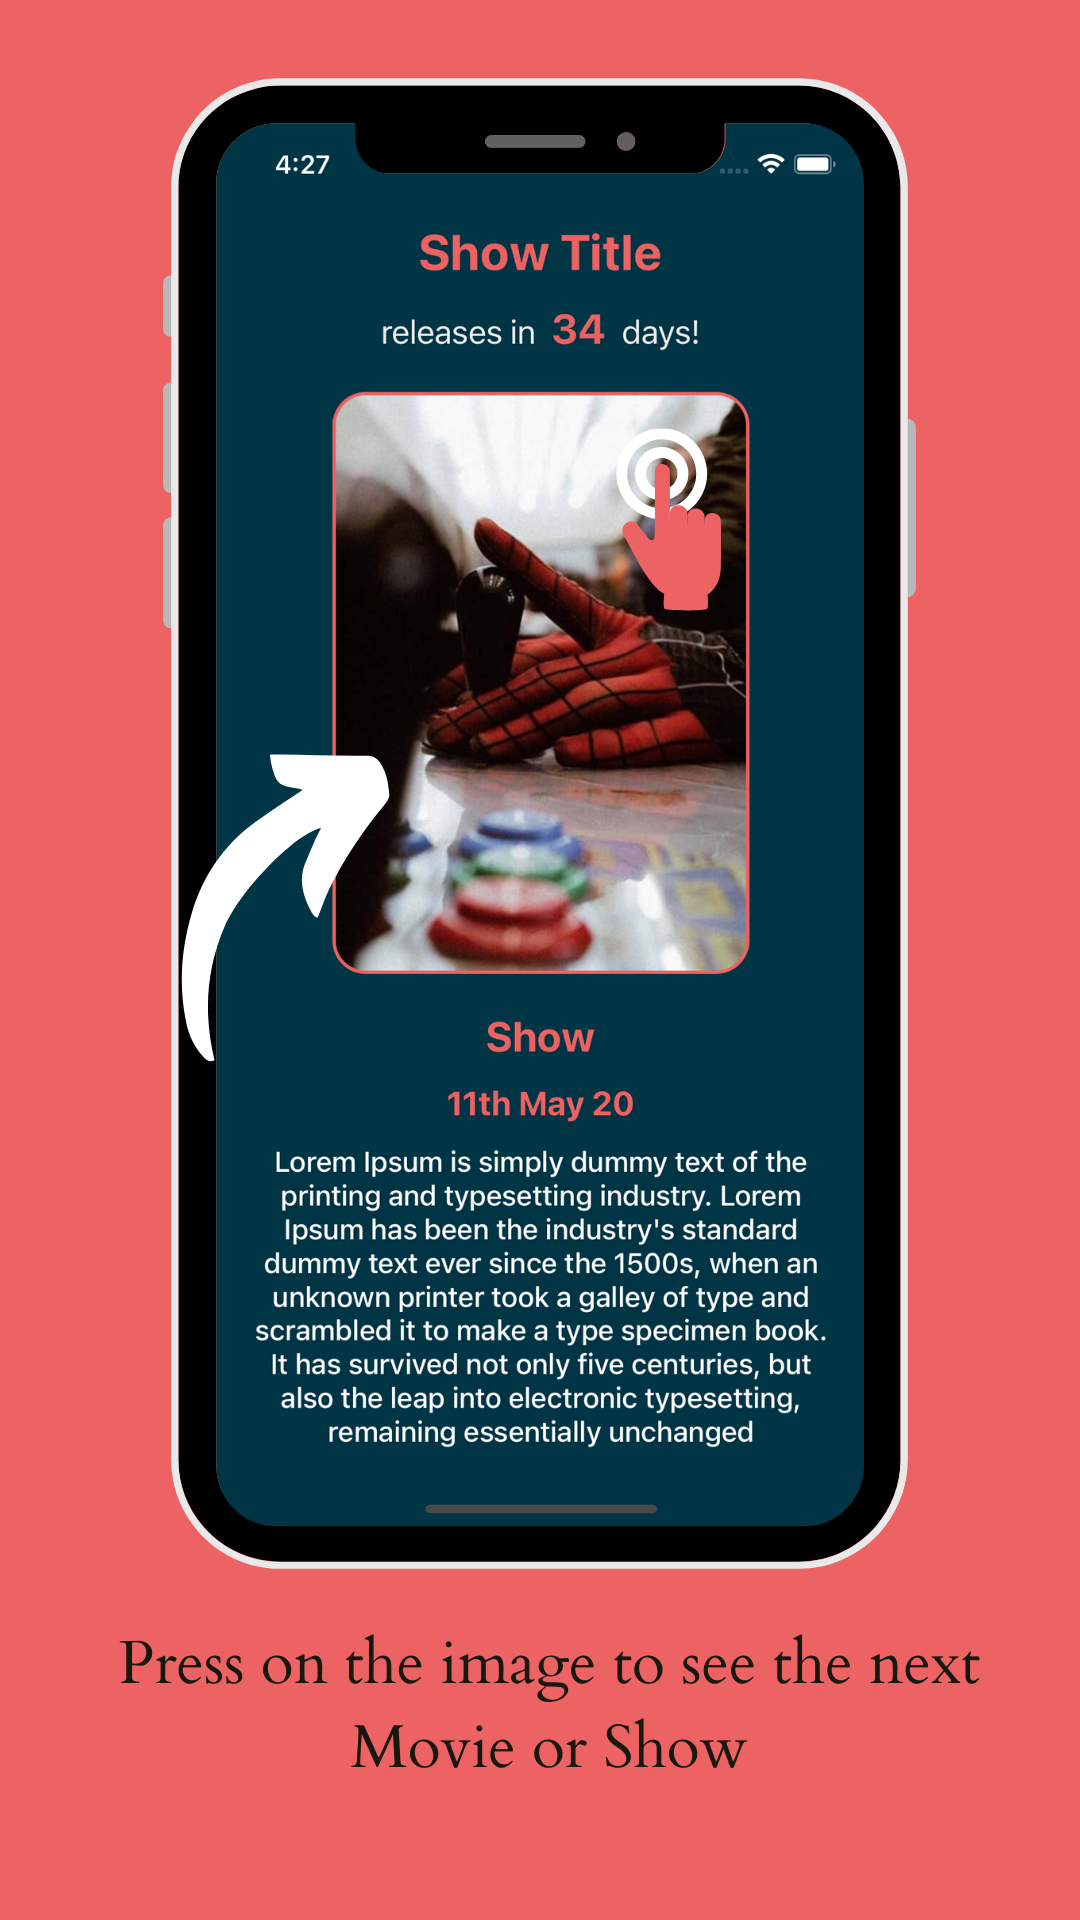 4:27
Show Title
releases in 34 days!
Show
11th May 20
Lorem Ipsum is simply dummy text of the
printing and typesetting industry. Lorem
Ipsum has been the industry's standard
dummy text ever since the 1500s, when an
unknown printer took a galley of type and
scrambled it to make a type specimen book.
It has survived not only five centuries, but
also the leap into electronic typesetting,
remaining essentially unchanged
Press on the image to see the next
Movie or Show